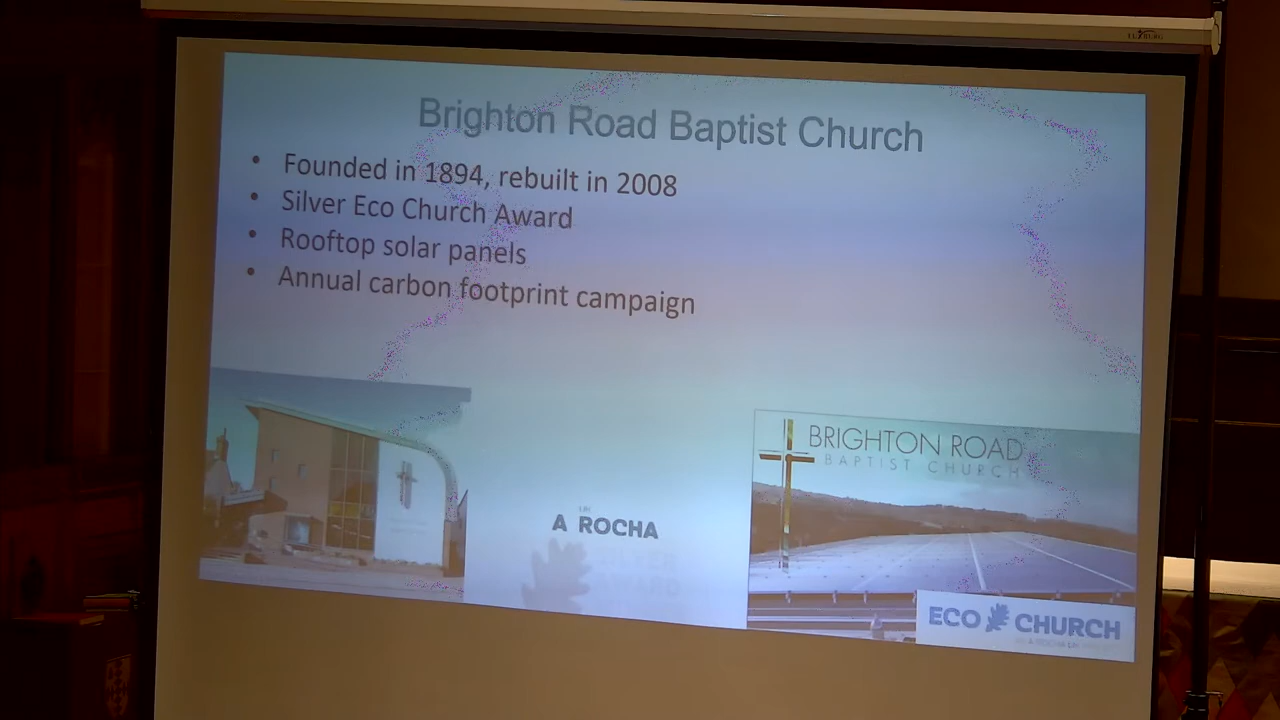 Brighton Road Baptist Church
• Founded in 1894, rebuilt in 2008
• Silver Eco Church Award
• Rooftop solar panels
• Annual carbon footprint campaign
BRIGHTON ROAD
BAPTIST CHURCH
A ROCHA
ECO CHURCH